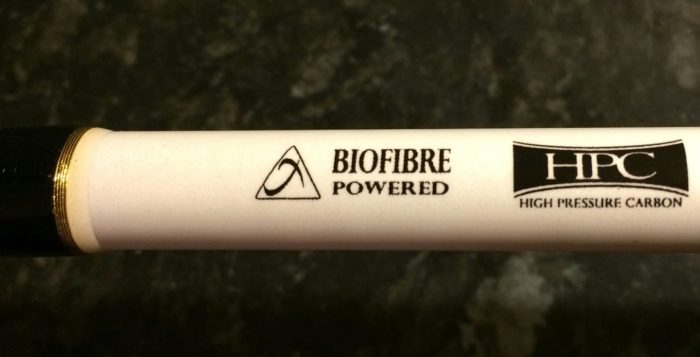 BIOFIBRE
POWERED
HPC
HIGH PRESSURE CARBON